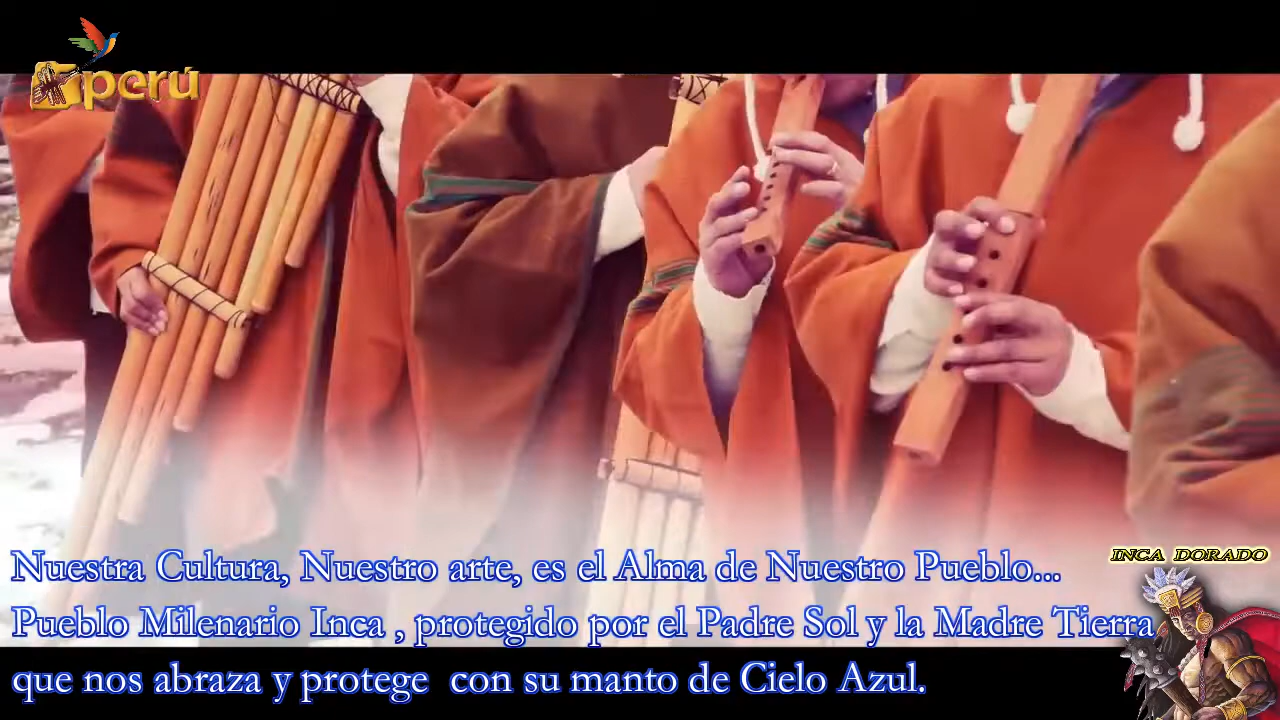 perú
Nuestra Cultura, Nuestro arte, es el Alma de Nuestro Pueblo...
INCA DORADO
Pueblo Milenario Inca , protegido por el Padre Sol y la Madre Tierra
que nos abraza y protege con su manto de Cielo Azul.